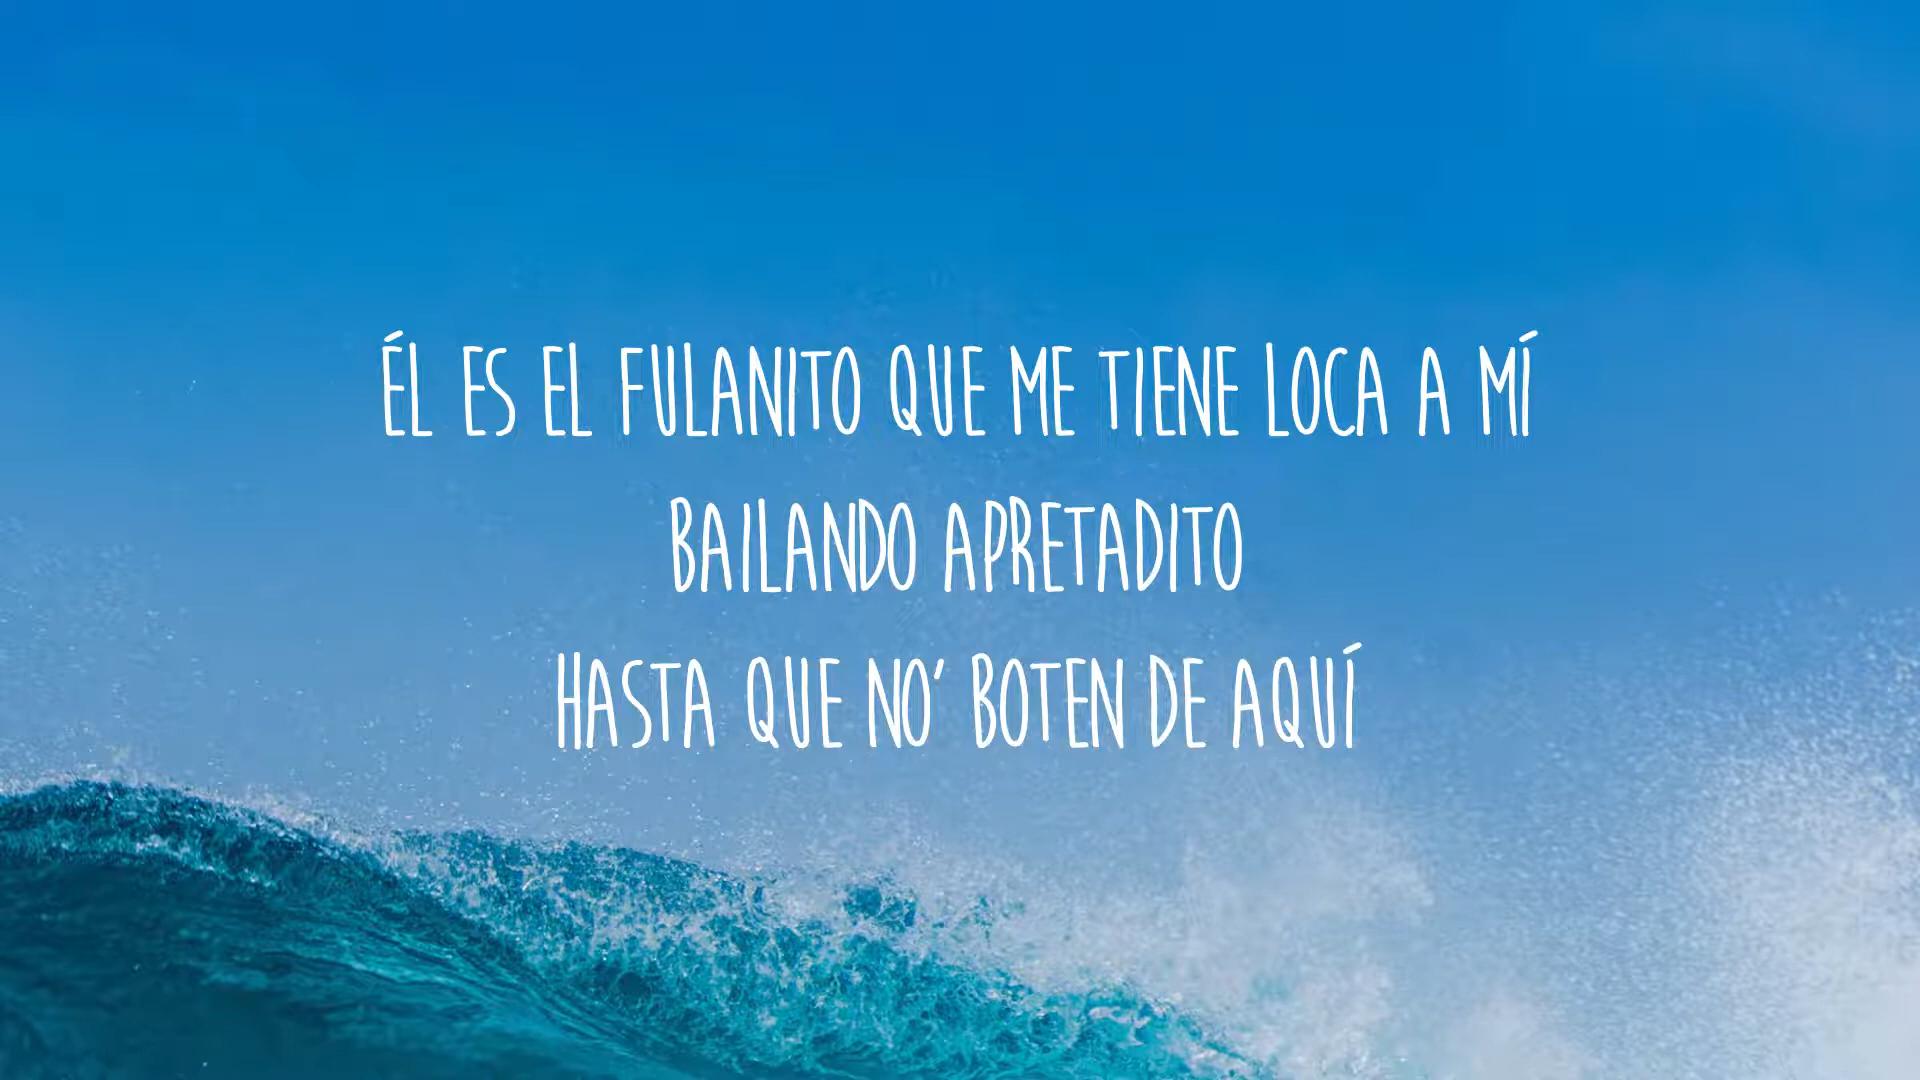 ÉL ES EL FULANITO QUE ME TIENE LOCA A MÍ
BAILANDO APRETADITO
HASTA QUE NO' BOTEN DE AQUÍ